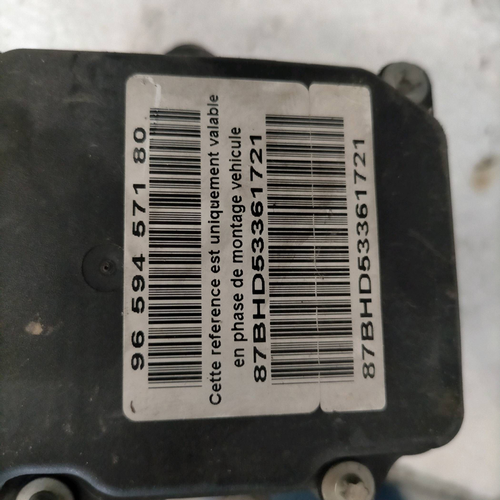 96 594 571 80
Cette reference est uniquement valable
en phase de montage vehicule
87BHD53361721
87BHD53361721